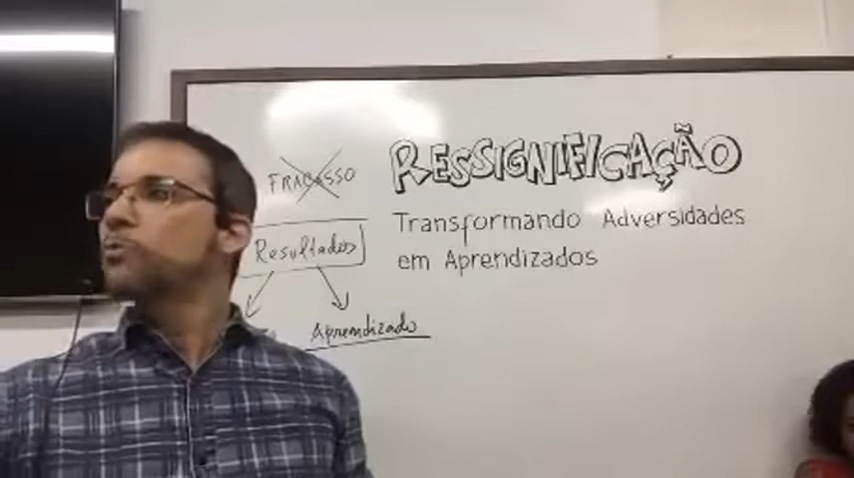 FRACASSO
Resultados
Aprendizado
RESSIGNIFICAÇÃO
Transformando Adversidades
em Aprendizados